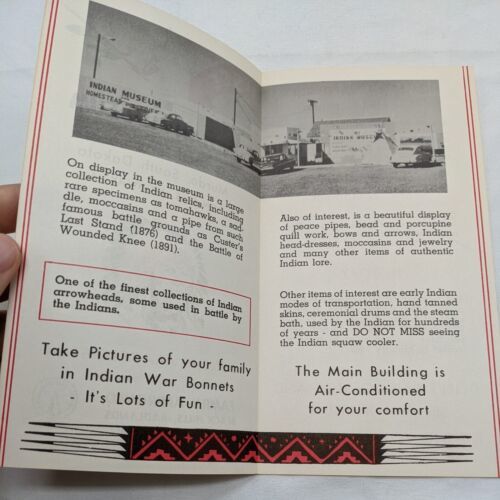 INDIAN MUSEUM
HOMESTEAD
On display in the museum is a large
collection of Indian relics, including
rare specimens as tomahawks, a sad-
dle, moccasins and a pipe from such
famous battle grounds as Custer's
Last Stand (1876) and the Battle of
Wounded Knee (1891).
One of the finest collections of Indian
arrowheads, some used in battle by
the Indians.
Take Pictures of your family
in Indian War Bonnets
- It's Lots of Fun -
INDIAN MUSEUM
Also of interest, is a beautiful display
of peace pipes, bead and porcupine
quill work, bows and arrows, Indian
head-dresses, moccasins and jewelry
and many other items of authentic
Indian lore.
Other items of interest are early Indian
modes of transportation, hand tanned
skins, ceremonial drums and the steam
bath, used by the Indian for hundreds
of years - and DO NOT MISS seeing
the Indian squaw cooler.
The Main Building is
Air-Conditioned
for your comfort